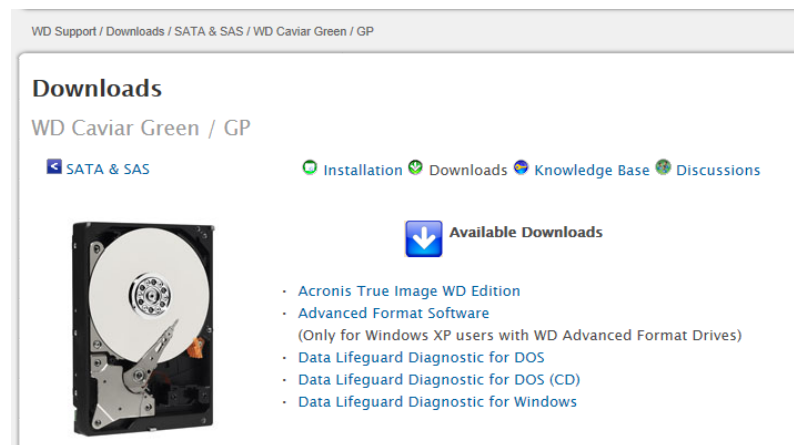 WD Support / Downloads / SATA & SAS / WD Caviar Green / GP
Downloads
WD Caviar Green / GP
SATA & SAS
Installation Downloads Knowledge Base Discussions
Available Downloads
· Acronis True Image WD Edition
· Advanced Format Software
(Only for Windows XP users with WD Advanced Format Drives)
· Data Lifeguard Diagnostic for DOS
· Data Lifeguard Diagnostic for DOS (CD)
· Data Lifeguard Diagnostic for Windows